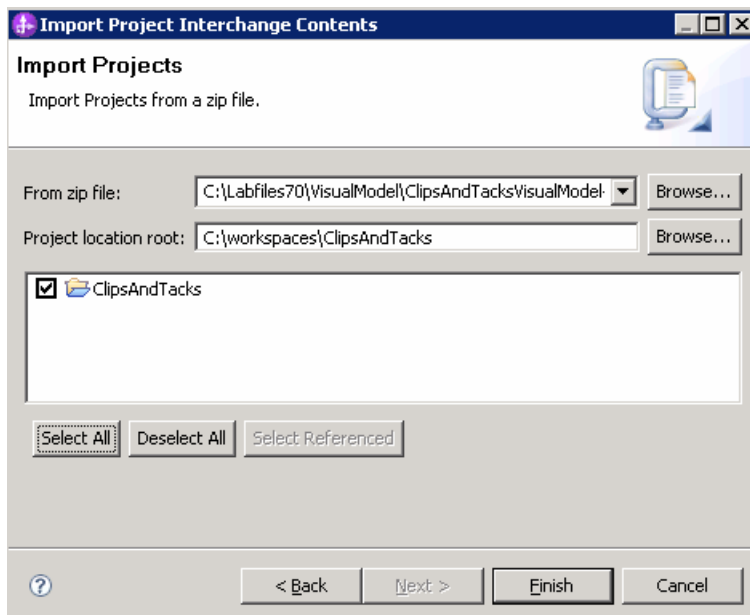 Import Project Interchange Contents
Import Projects
Import Projects from a zip file.
From zip file: C:\Labfiles70\VisualModel\ClipsAndTacksVisualModel- Browse...
Project location root: C:\workspaces\ClipsAndTacks Browse...
ClipsAndTacks
Select All Deselect All Select Referenced
? < Back Next > Finish Cancel